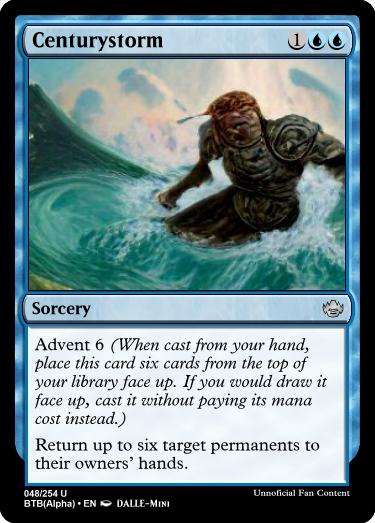 Centurystorm 1
Sorcery
Advent 6 (When cast from your hand,
place this card six cards from the top of
your library face up. If you would draw it
face up, cast it without paying its mana
cost instead.)
Return up to six target permanents to
their owners' hands.
048/254 U
BTB(Alpha) • EN DALLE-Mini
Unofficial Fan Content